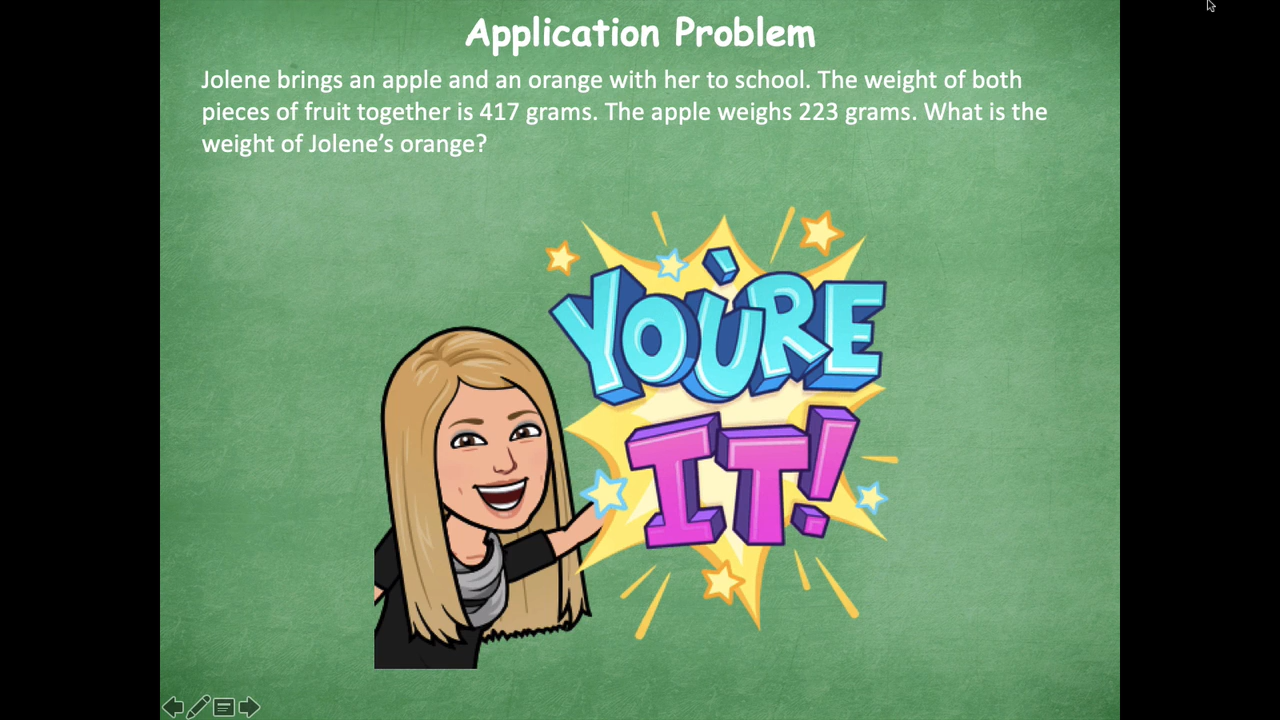 Application Problem
Jolene brings an apple and an orange with her to school. The weight of both
pieces of fruit together is 417 grams. The apple weighs 223 grams. What is the
weight of Jolene’s orange?
YOU'RE
IT!